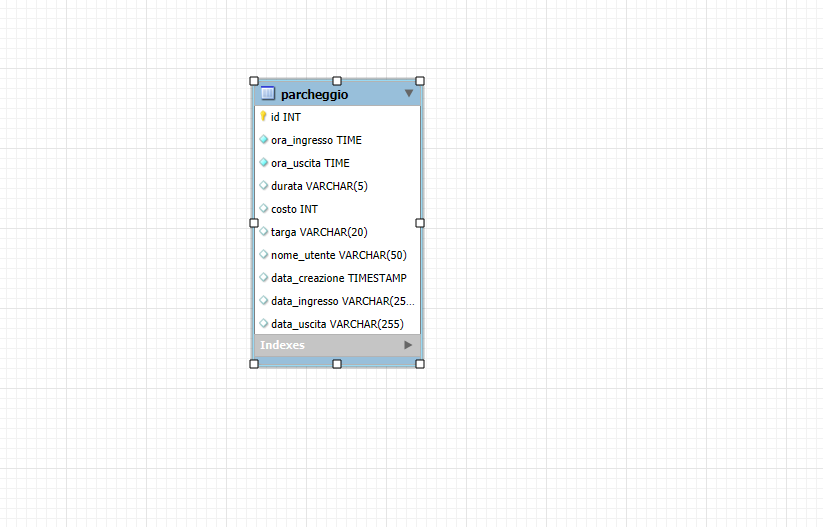 parcheggio
id INT
ora_ingresso TIME
ora_uscita TIME
durata VARCHAR(5)
costo INT
targa VARCHAR(20)
nome_utente VARCHAR(50)
data_creazione TIMESTAMP
data_ingresso VARCHAR(25...
data_uscita VARCHAR(255)
Indexes